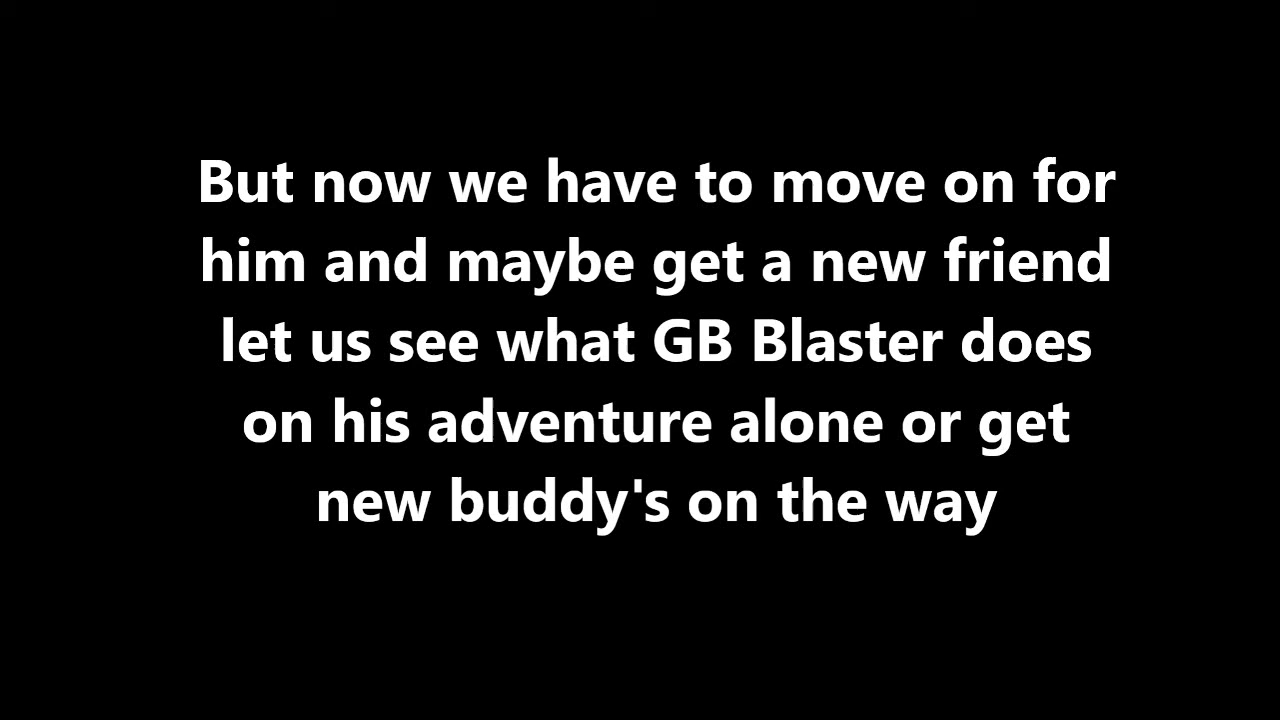 But now we have to move on for
him and maybe get a new friend
let us see what GB Blaster does
on his adventure alone or get
new buddy's on the way